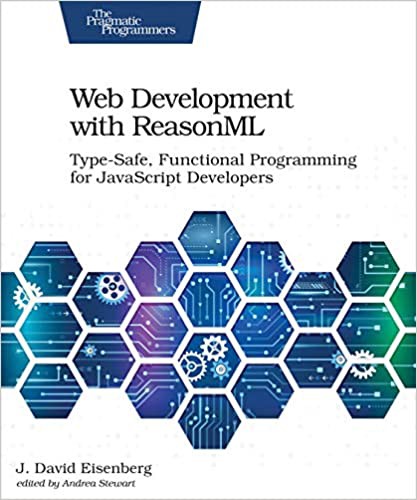 The
Pragmatic
Programmers
Web Development
with ReasonML
Type-Safe, Functional Programming
for JavaScript Developers
J. David Eisenberg
edited by Andrea Stewart